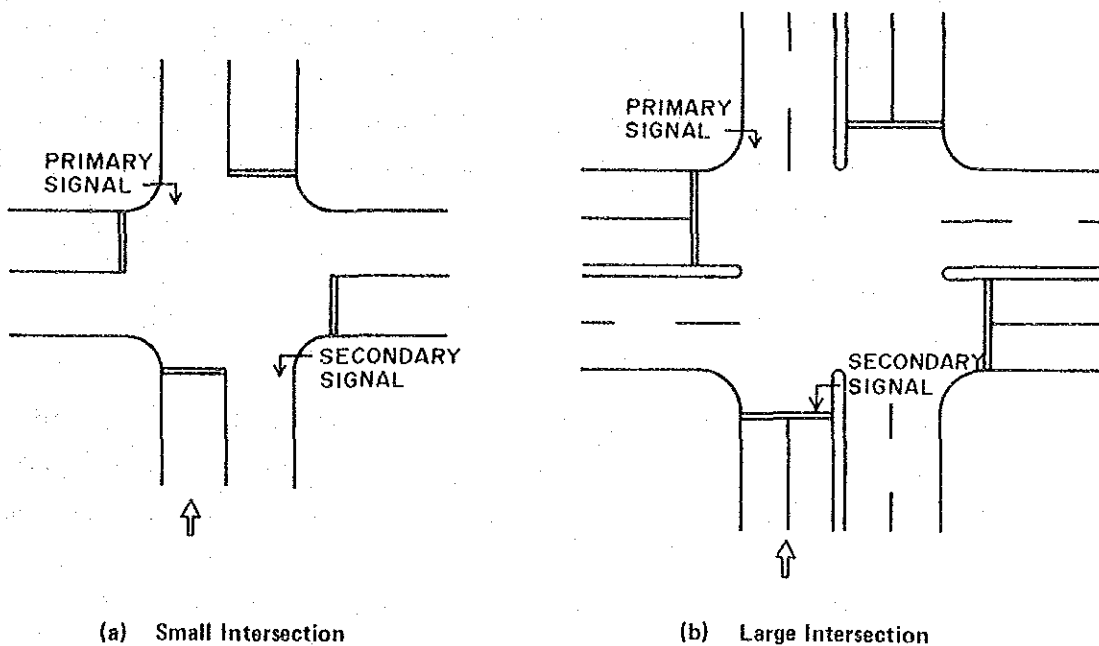 PRIMARY
SIGNAL
SECONDARY
SIGNAL
(a) Small Intersection
PRIMARY
SIGNAL
SECONDARY
SIGNAL
(b) Large Intersection